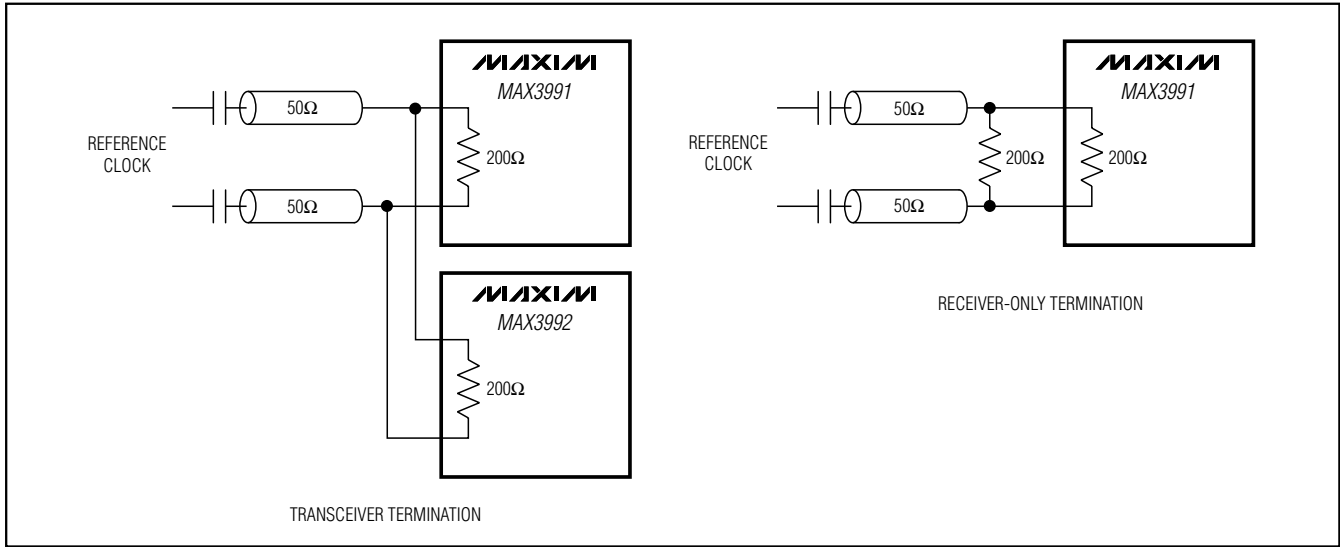 MAXIM
MAX3991
50Ω
REFERENCE
CLOCK
200Ω
50Ω
MAXIM
MAX3992
200Ω
TRANSCEIVER TERMINATION
MAXIM
MAX3991
50Ω
REFERENCE
CLOCK
200Ω
200Ω
50Ω
RECEIVER-ONLY TERMINATION